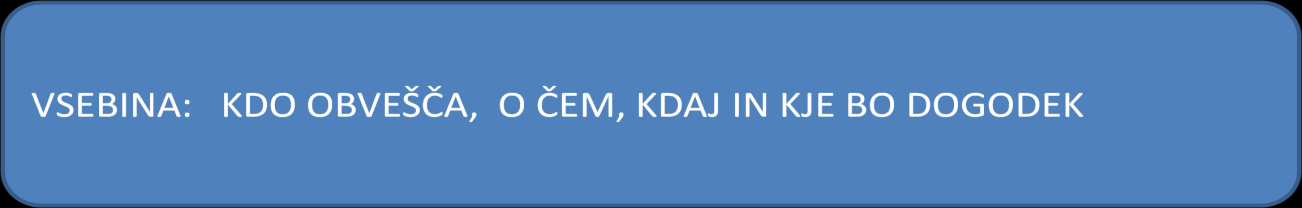 VSEBINA: KDO OBVEŠČA, O ČEM, KDAJ IN KJE BO DOGODEK